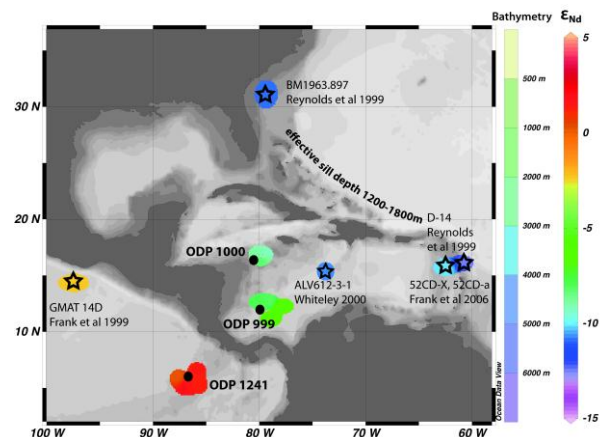 Bathymetry
εNd
BM1963.897
Reynolds et al 1999
effective sill depth 1200-1800m
D-14
Reynolds
et al
1999
ODP 1000
ALV612-3-1
Whiteley 2000
52CD-X, 52CD-a
Frank et al 2006
GMAT 14D
Frank et al 1999
ODP 999
ODP 1241
30 N
20 N
10 N
100 W
90 W
80 W
70 W
60 W
Ocean Data View
500 m
1000 m
2000 m
3000 m
4000 m
5000 m
6000 m
5
0
-5
-10
-15